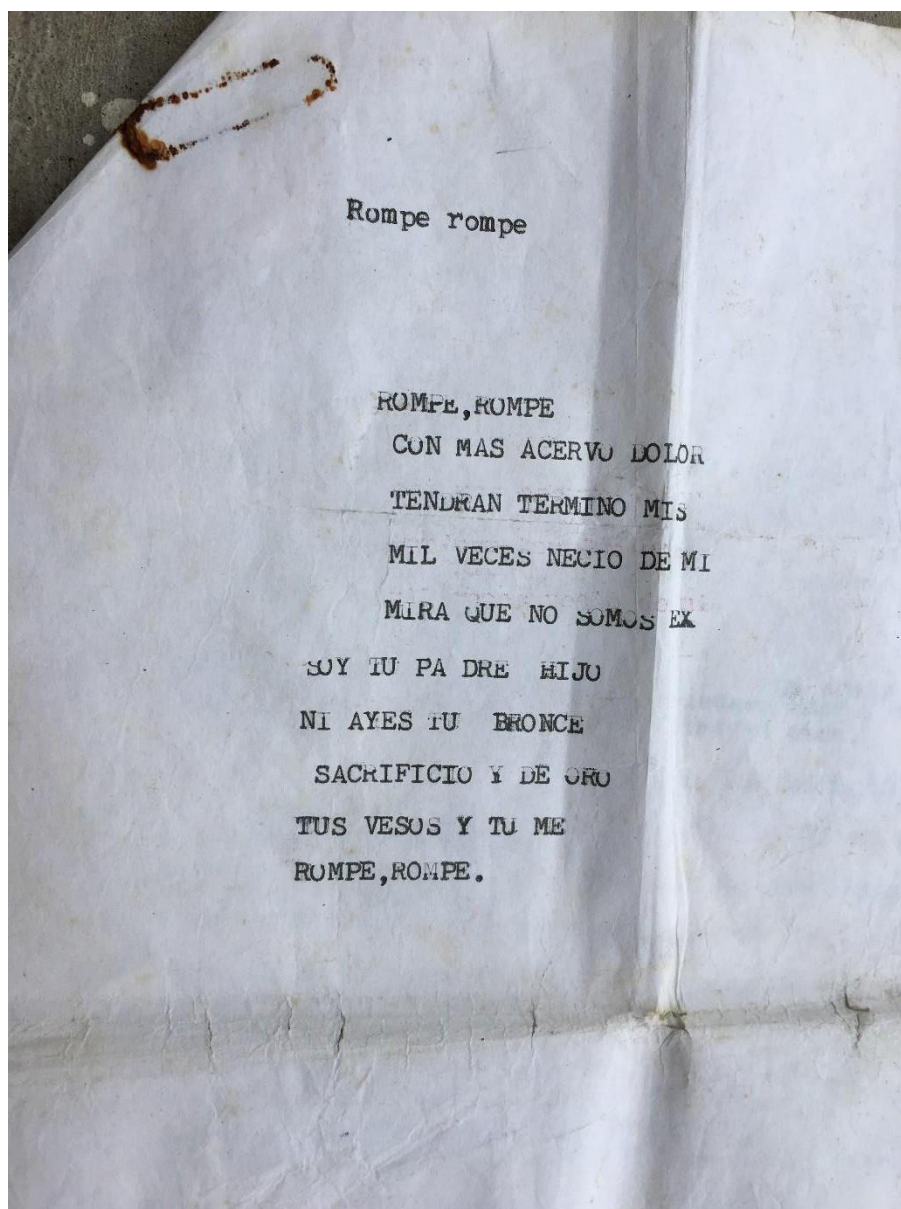 Rompe rompe
ROMPE,ROMPE
CON MAS ACERVO DOLOR
TENDRAN TERMINO MIS
MIL VECES NECIO DE MI
MIRA QUE NO SOMOS EX
SOY TU PA DRE HIJO
NI AYES TU BRONCE
SACRIFICIO Y DE ORO
TUS VESOS Y TU ME
ROMPE,ROMPE.